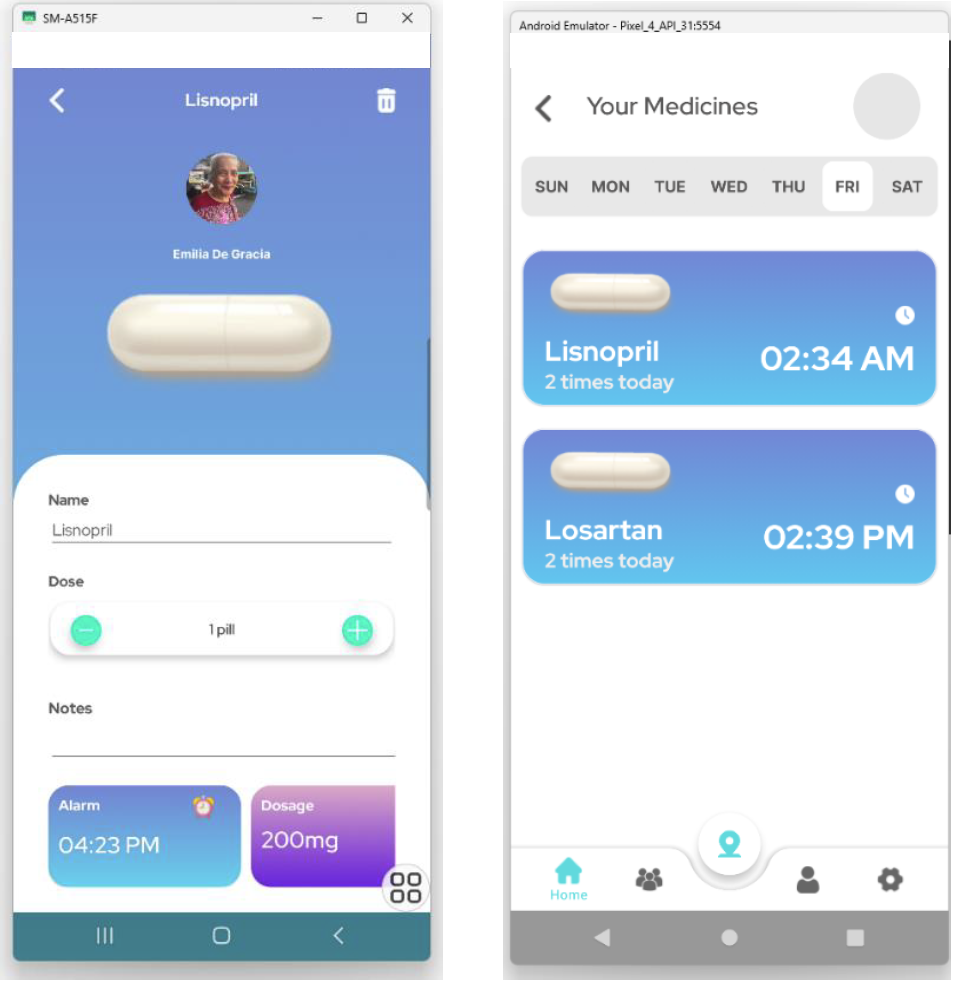 SM-A515F
Lisnopril
Emilia De Gracia
Name
Lisnopril
Dose
1 pill
Notes
Alarm
04:23 PM
Dosage
200mg
Android Emulator - Pixel_4_API_31:5554
Your Medicines
SUN MON TUE WED THU FRI SAT
Lisnopril
2 times today
02:34 AM
Losartan
2 times today
02:39 PM
Home